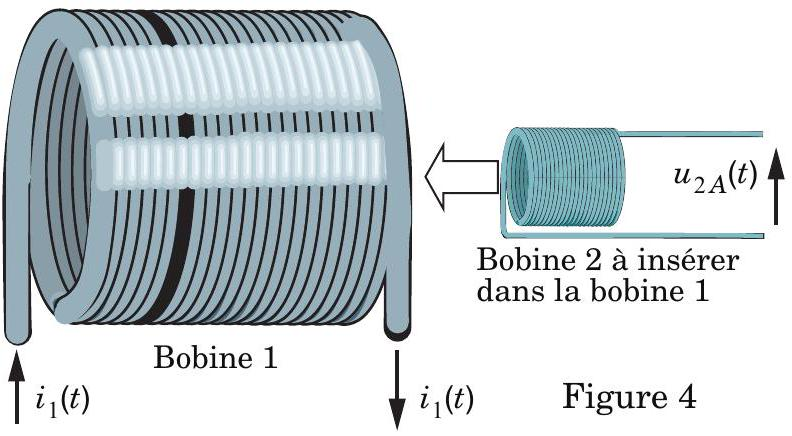 u2A(t)
Bobine 2 à insérer
dans la bobine 1
Bobine 1
i1(t)
i1(t)
Figure 4